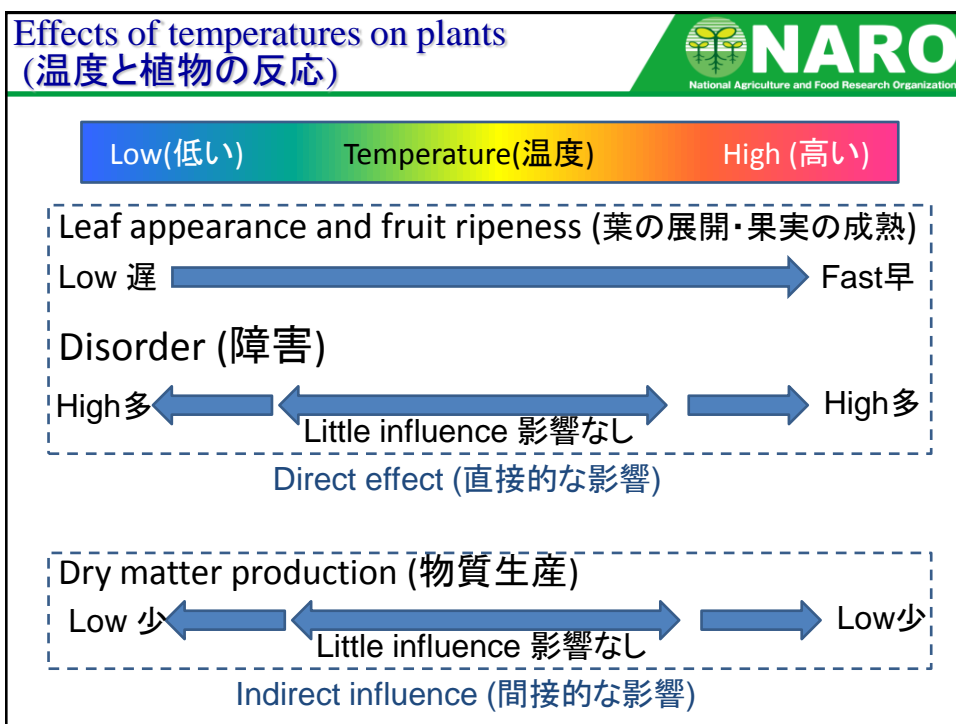 Effects of temperatures on plants
(温度と植物の反応)
NARO
National Agriculture and Food Research Organization
Low(低い) Temperature(温度) High (高い)
Leaf appearance and fruit ripeness (葉の展開・果実の成熟)
Low 遅 Fast早
Disorder (障害)
High多 High多
Little influence 影響なし
Direct effect (直接的な影響)
Dry matter production (物質生産)
Low 少 Low少
Little influence 影響なし
Indirect influence (間接的な影響)